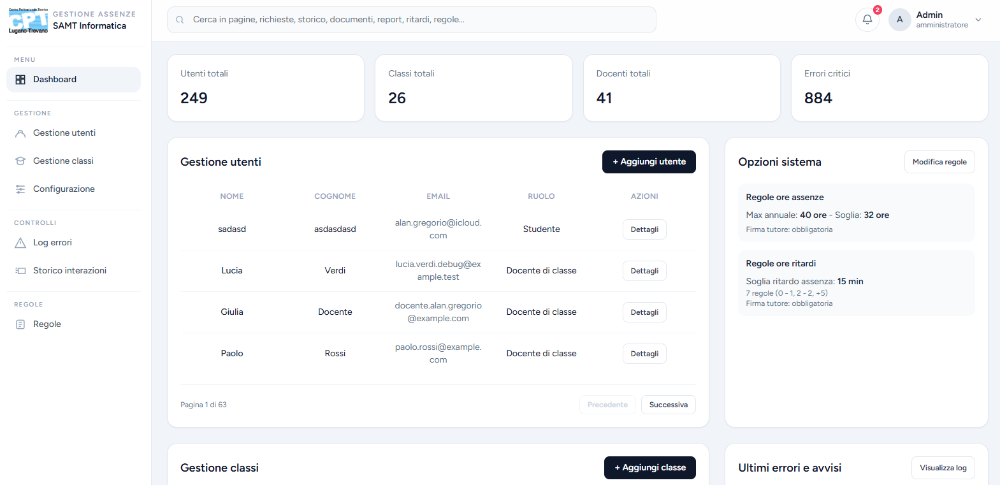 Centro Professionale Tecnico
CPT
Lugano-Trevano
GESTIONE ASSENZE
SAMT Informatica
Cerca in pagine, richieste, storico, documenti, report, ritardi, regole...
2
A
Admin
amministratore
MENU
Dashboard
GESTIONE
Gestione utenti
Gestione classi
Configurazione
CONTROLLI
Log errori
Storico interazioni
REGOLE
Regole
Utenti totali
249
Classi totali
26
Docenti totali
41
Errori critici
884
Gestione utenti
+ Aggiungi utente
NOME COGNOME EMAIL RUOLO AZIONI
sadasd asdasdasd alan.gregorio@icloud.
com Studente Dettagli
Lucia Verdi lucia.verdi.debug@ex
ample.test Docente di classe Dettagli
Giulia Docente docente.alan.gregorio
@example.com Docente di classe Dettagli
Paolo Rossi paolo.rossi@example.
com Docente di classe Dettagli
Pagina 1 di 63
Precedente
Successiva
Opzioni sistema
Modifica regole
Regole ore assenze
Max annuale: 40 ore - Soglia: 32 ore
Firma tutore: obbligatoria
Regole ore ritardi
Soglia ritardo assenza: 15 min
7 regole (0 - 1, 2 - 2, +5)
Firma tutore: obbligatoria
Gestione classi
+ Aggiungi classe
Ultimi errori e avvisi
Visualizza log